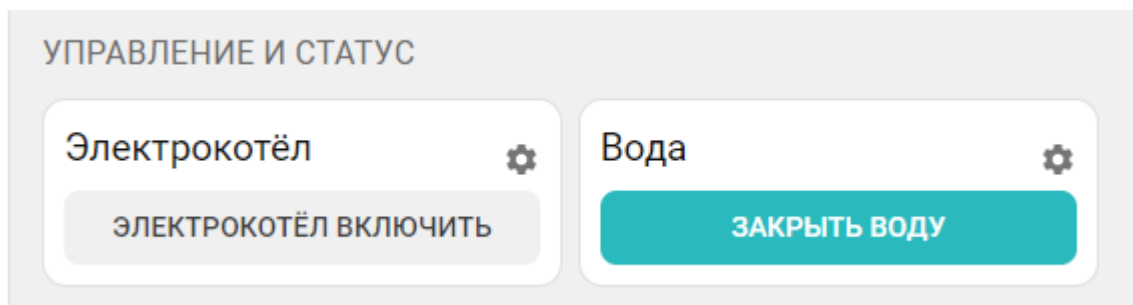 УПРАВЛЕНИЕ И СТАТУС
Электрокотёл
ЭЛЕКТРОКОТЁЛ ВКЛЮЧИТЬ
Вода
ЗАКРЫТЬ ВОДУ